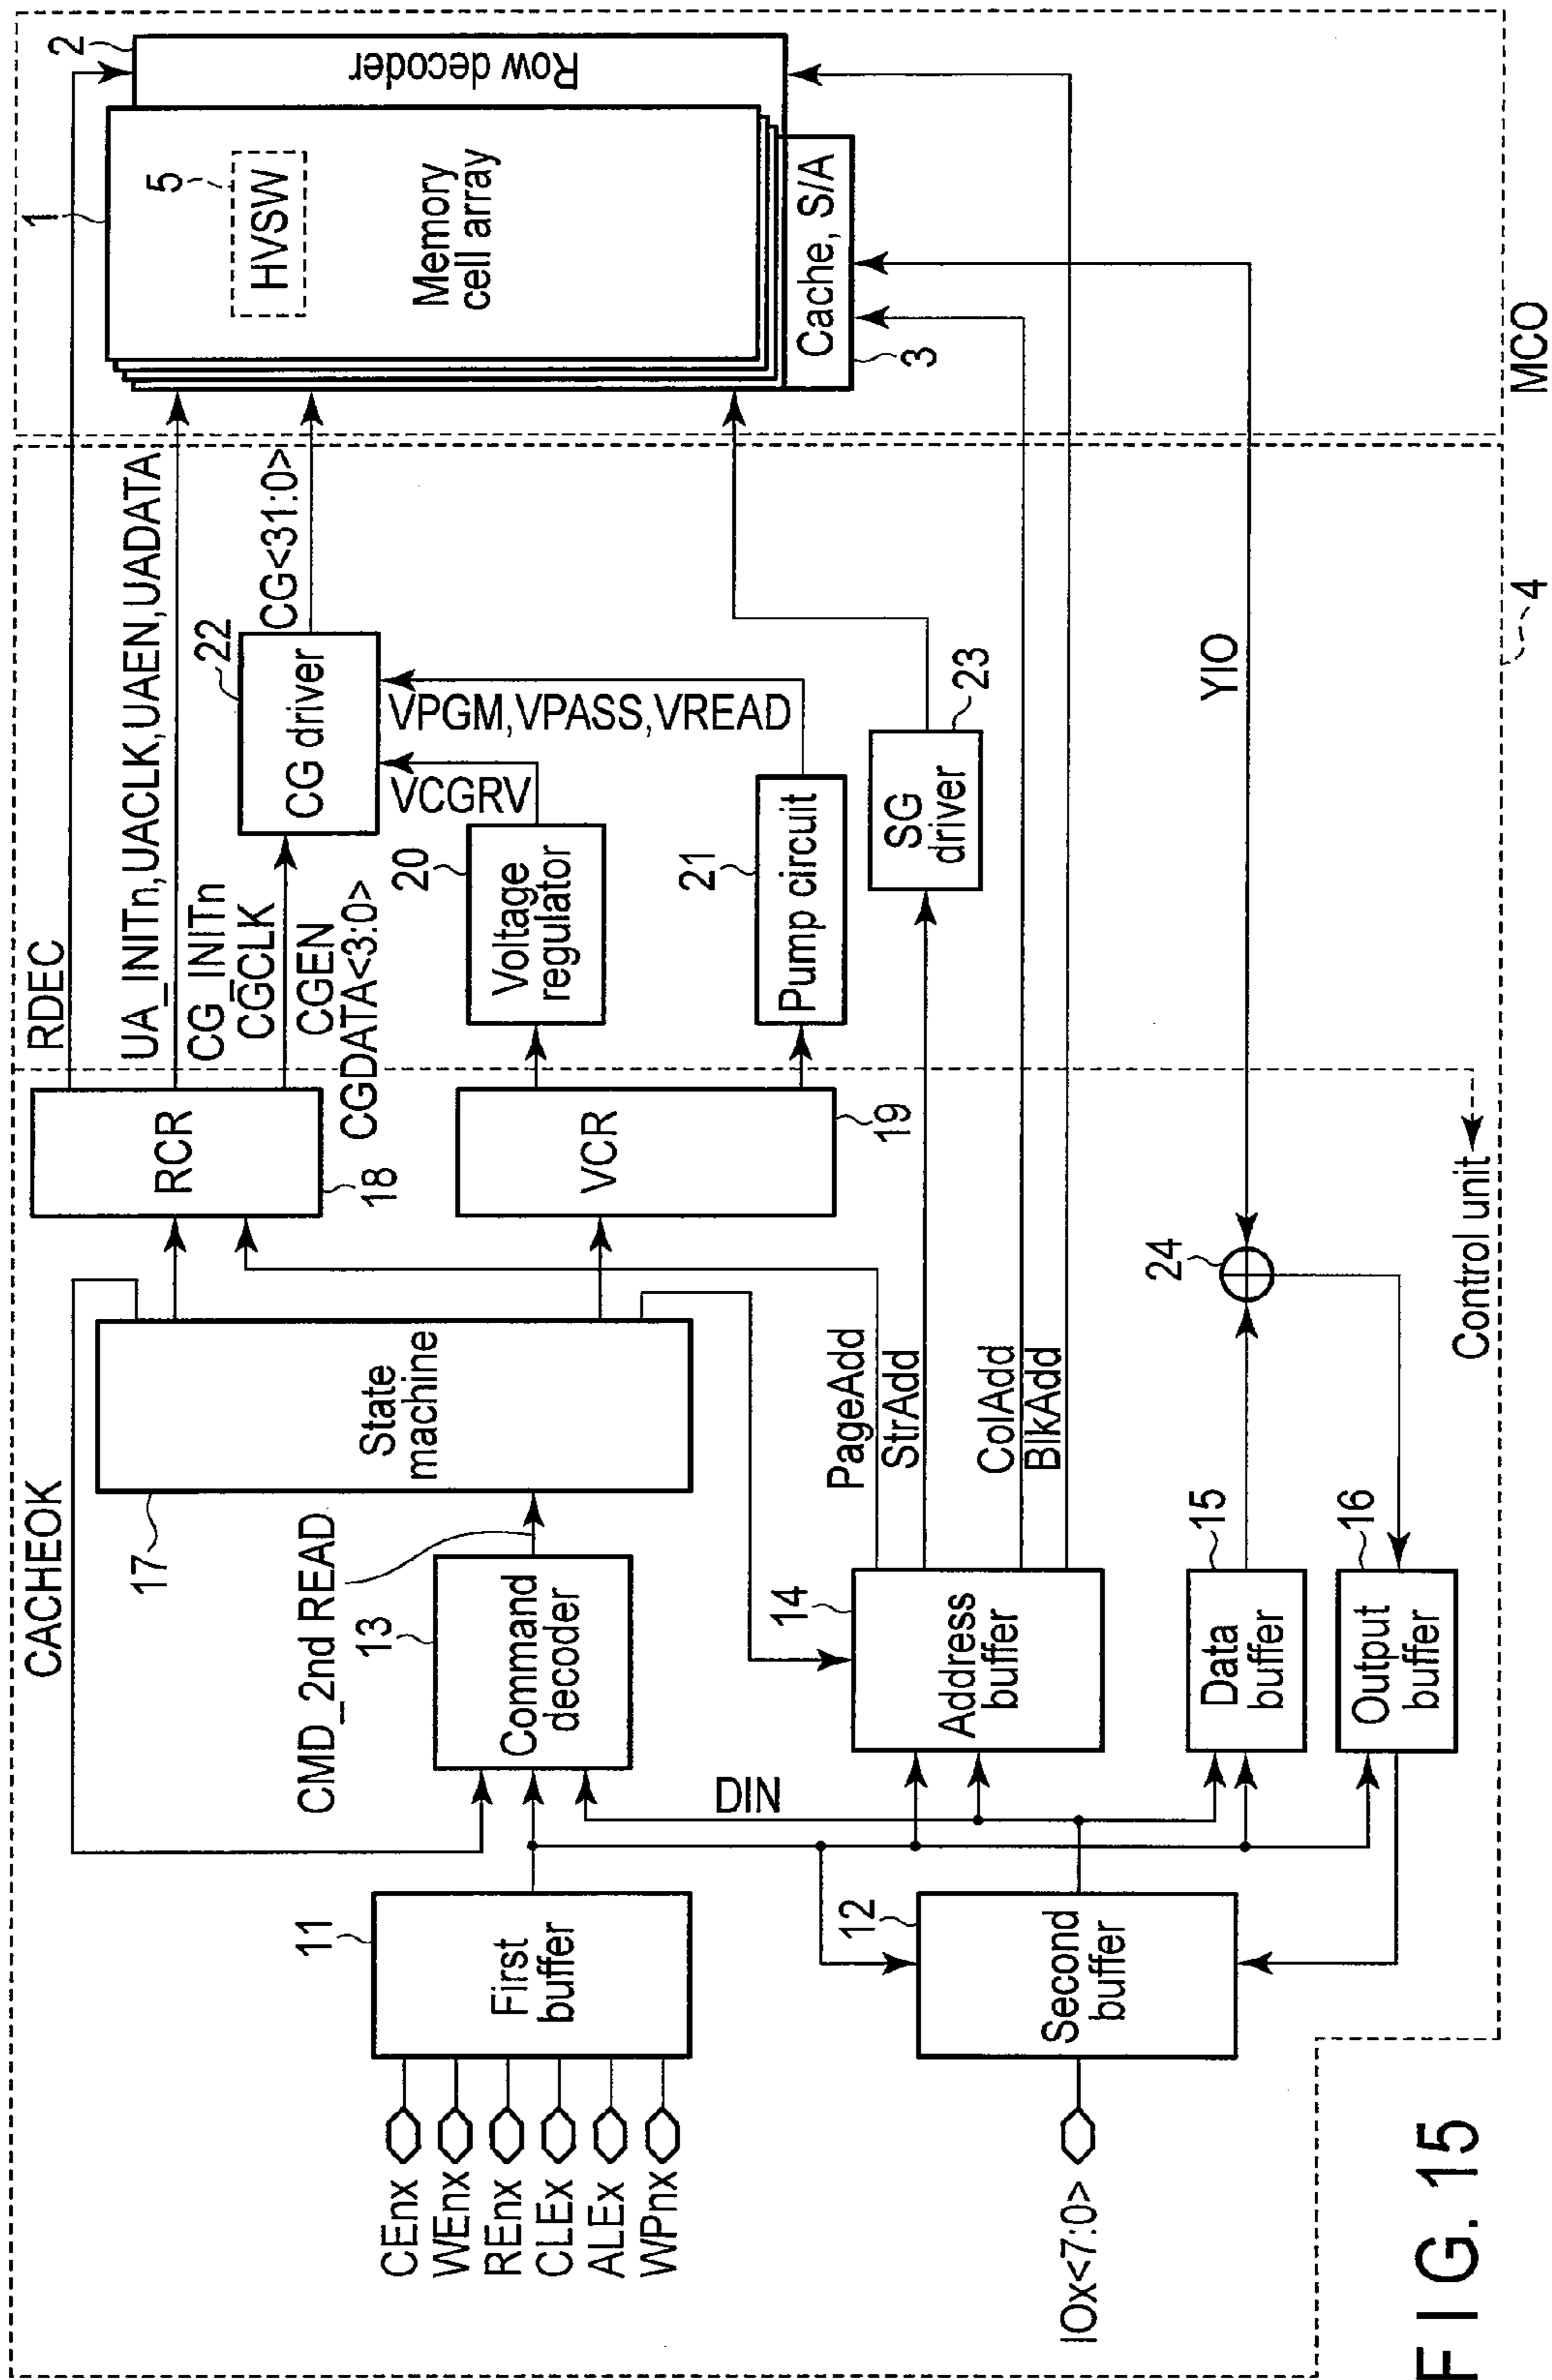 CEnx
WEnx
REnx
CLEx
ALEx
WPnx
IOx<7:0>
11
First
buffer
12
Second
buffer
CACHEOK
CMD_2nd READ
13
Command
decoder
DIN
14
Address
buffer
15
Data
buffer
16
Output
buffer
17
State
machine
PageAdd
StrAdd
ColAdd
BlkAdd
24
Control unit
RCR
18
VCR
19
RDEC
UA_INITn,UACLK,UAEN,UADATA
CG_INITn
CGCLK
CGEN
CGDATA<3:0>
20
Voltage
regulator
21
Pump circuit
22
CG driver
CG<31:0>
VCGRV
VPGM,VPASS,VREAD
23
SG
driver
YIO
4
1
2
5
HVSW
Memory
cell array
Row decoder
Cache, S/A
3
MCO
FIG. 15